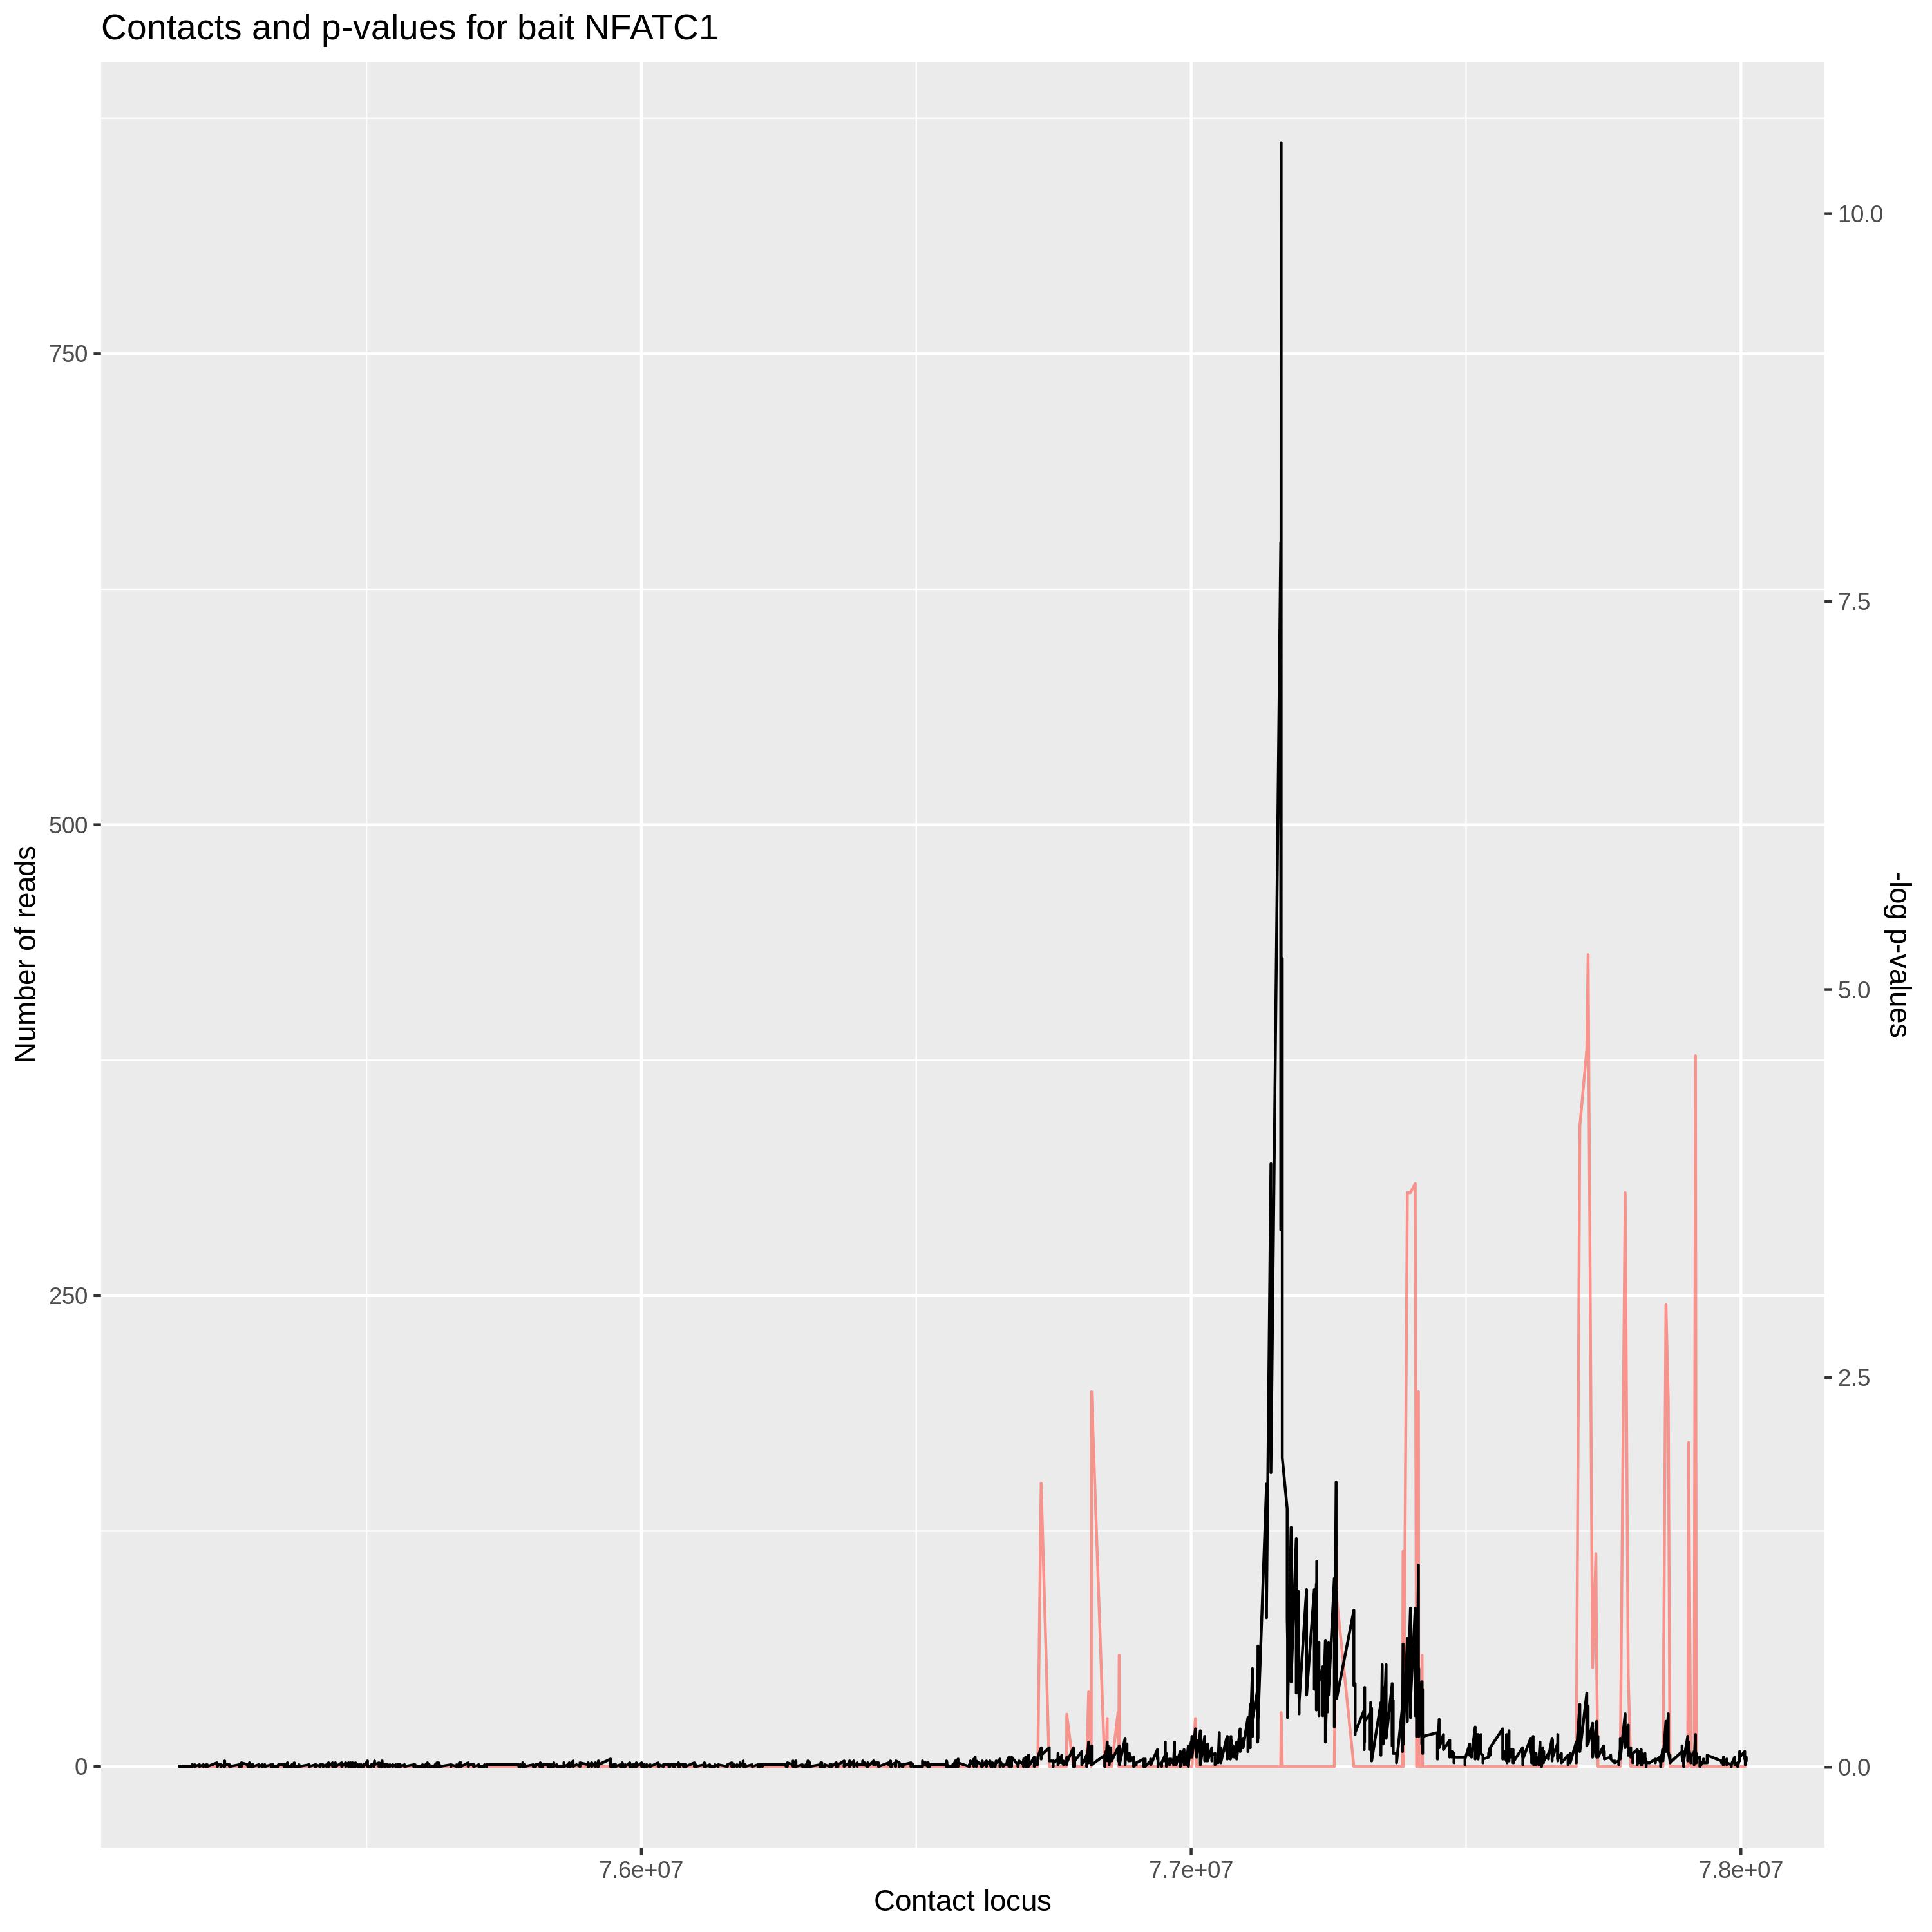 Contacts and p-values for bait NFATC1
10.0
750
7.5
500
Number of reads
-log p-values
5.0
250
2.5
0
0.0
7.6e+07
7.7e+07
7.8e+07
Contact locus